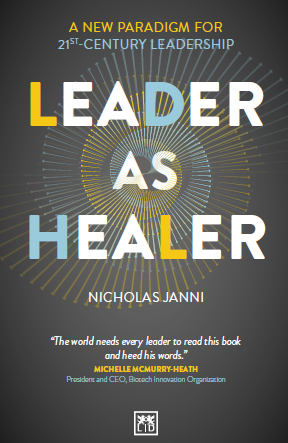 A NEW PARADIGM FOR
21ST-CENTURY LEADERSHIP
LEADER
AS
HEALER
NICHOLAS JANNI
“The world needs every leader to read this book
and heed his words.”
MICHELLE MCMURRY-HEATH
President and CEO, Biotech Innovation Organization
LID